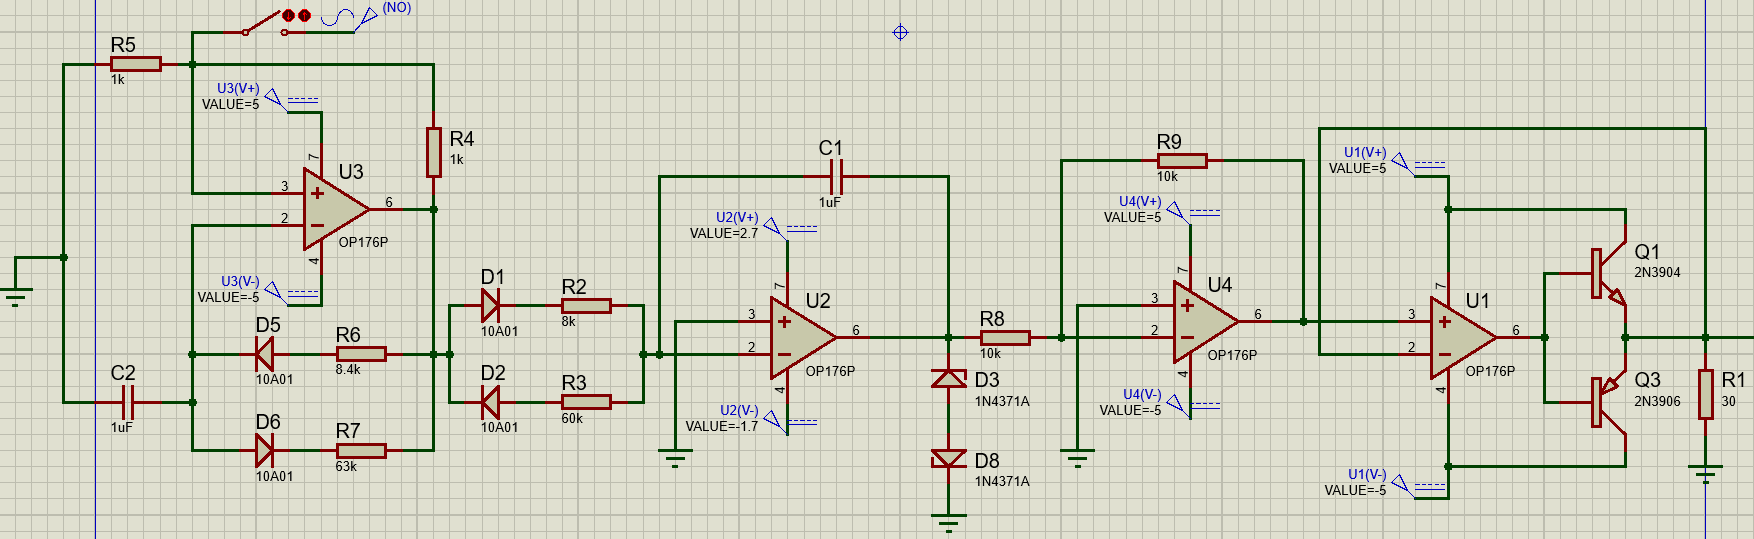 (NO)
R5
1k
U3(V+)
VALUE=5
R4
1k
7
U3
3
2
6
4
OP176P
U3(V-)
VALUE=-5
D5
10A01
R6
8.4k
C2
1uF
D6
10A01
R7
63k
D1
10A01
R2
8k
D2
10A01
R3
60k
C1
1uF
U2(V+)
VALUE=2.7
7
U2
3
2
6
4
OP176P
U2(V-)
VALUE=-1.7
D3
1N4371A
D8
1N4371A
R8
10k
R9
10k
U4(V+)
VALUE=5
7
U4
3
2
6
4
OP176P
U4(V-)
VALUE=-5
U1(V+)
VALUE=5
7
U1
3
2
6
4
OP176P
U1(V-)
VALUE=-5
Q1
2N3904
Q3
2N3906
R1
30